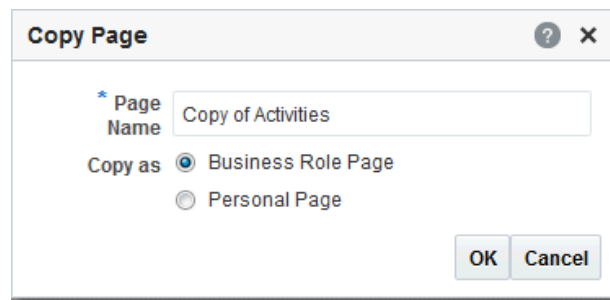 Copy Page ?
* Page Name Copy of Activities
Copy as Business Role Page
Personal Page
OK Cancel